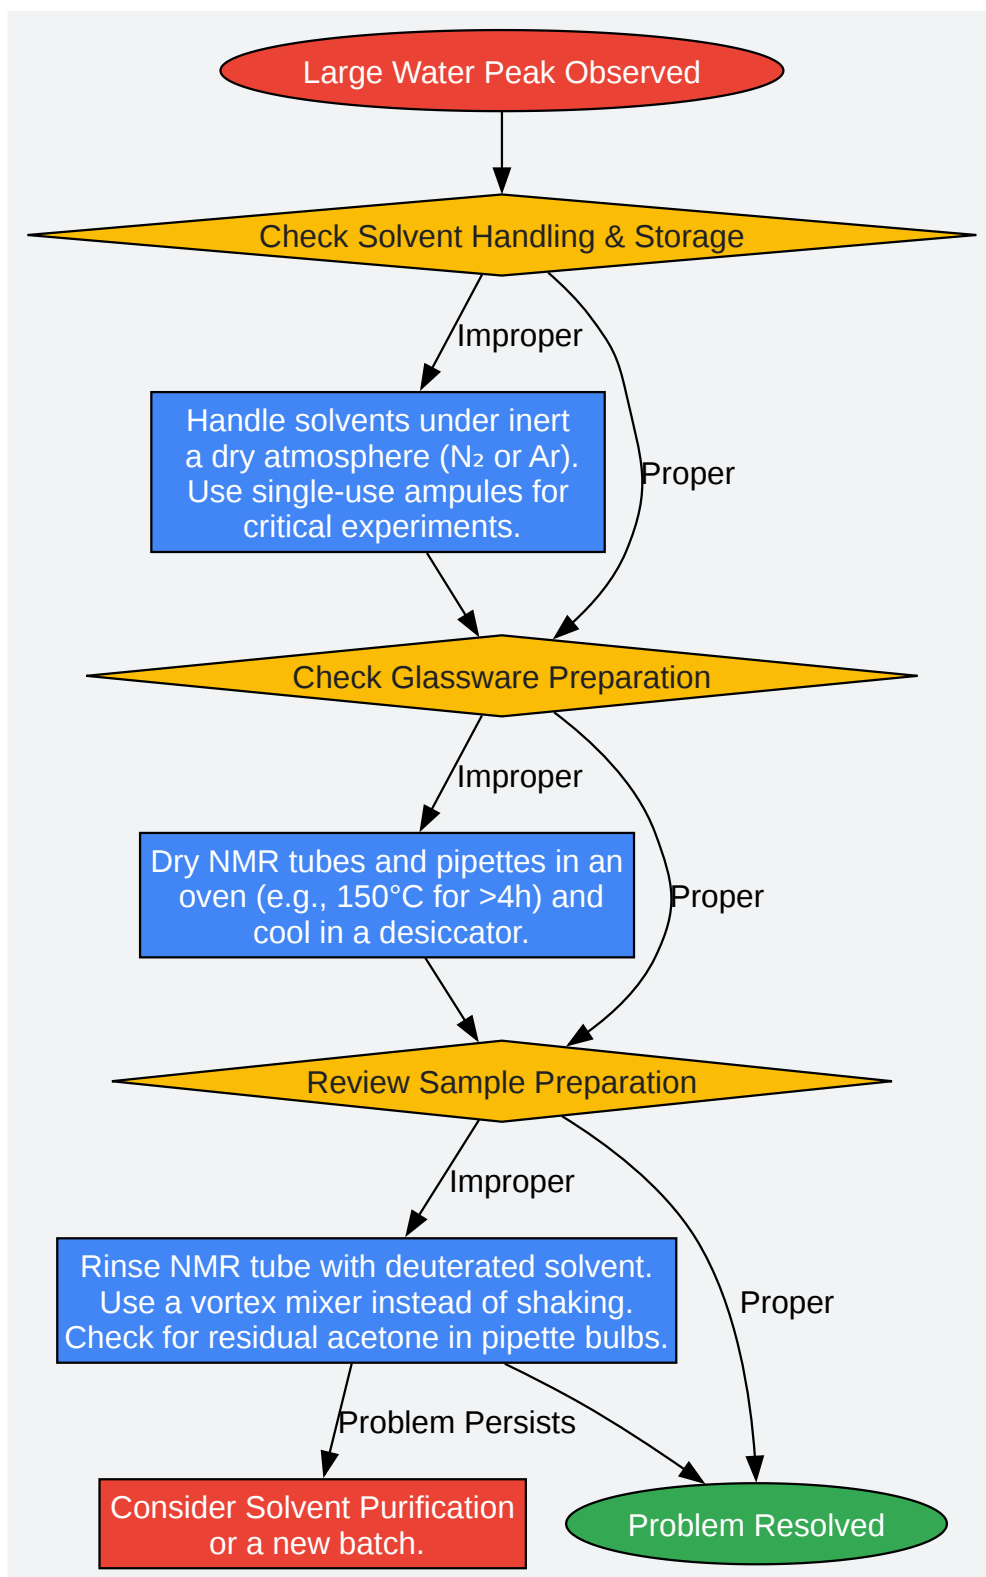 Large Water Peak Observed
Check Solvent Handling & Storage
Improper
Handle solvents under inert
a dry atmosphere (N₂ or Ar).
Use single-use ampules for
critical experiments.
Proper
Check Glassware Preparation
Improper
Dry NMR tubes and pipettes in an
oven (e.g., 150°C for >4h) and
cool in a desiccator.
Proper
Review Sample Preparation
Improper
Rinse NMR tube with deuterated solvent.
Use a vortex mixer instead of shaking.
Check for residual acetone in pipette bulbs.
Proper
Problem Persists
Consider Solvent Purification
or a new batch.
Problem Resolved